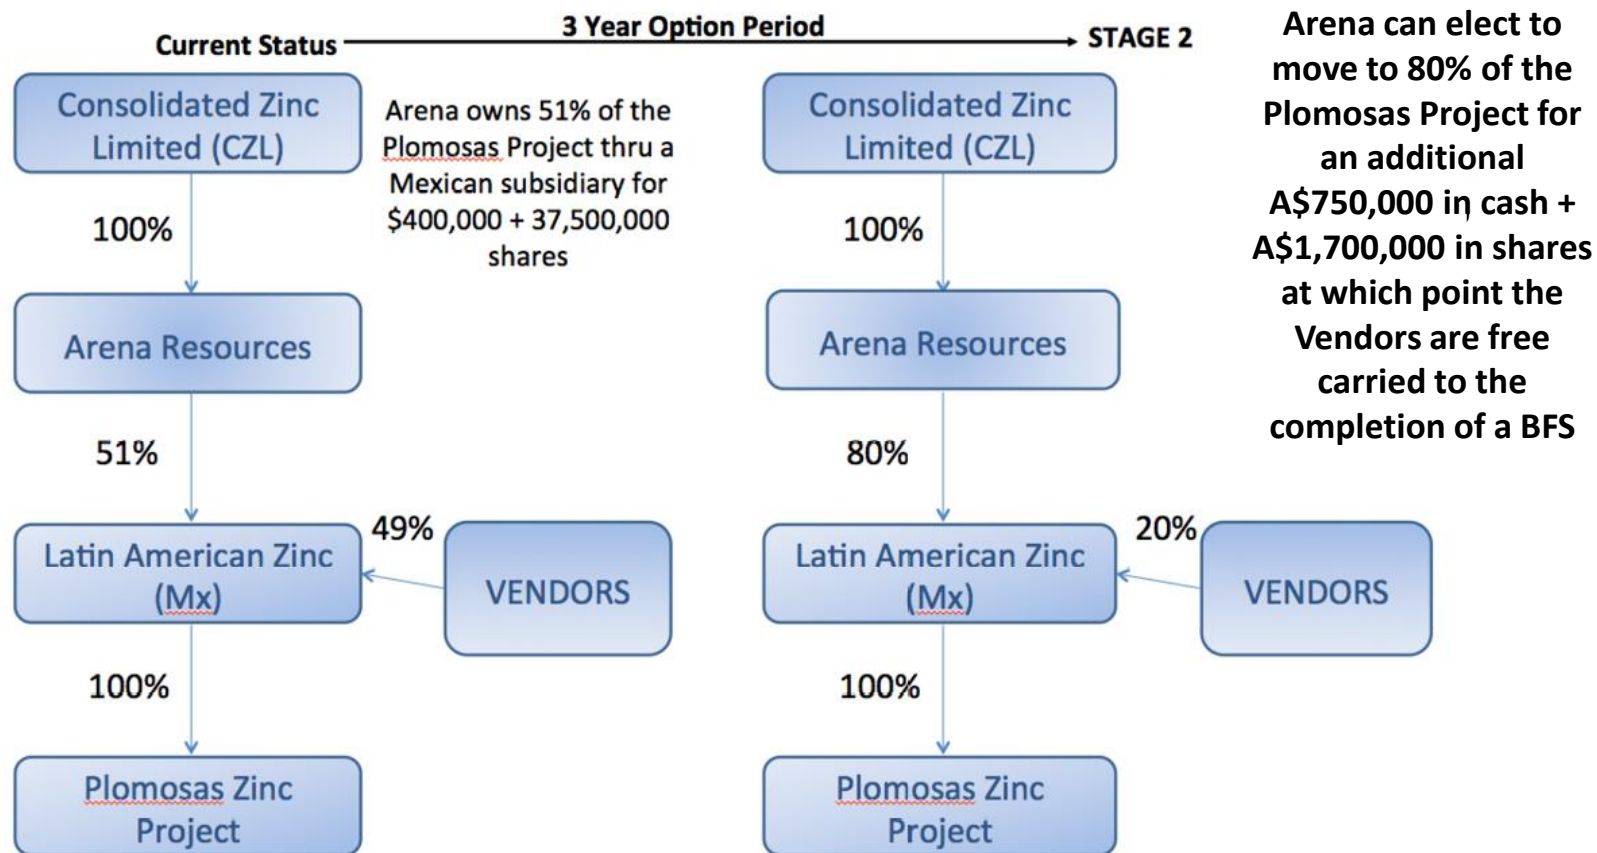 Current Status
3 Year Option Period
STAGE 2
Consolidated Zinc
Limited (CZL)
100%
Arena Resources
51%
Latin American Zinc
(Mx)
49%
VENDORS
100%
Plomosas Zinc
Project
Arena owns 51% of the
Plomosas Project thru a
Mexican subsidiary for
$400,000 + 37,500,000
shares
Consolidated Zinc
Limited (CZL)
100%
Arena Resources
80%
Latin American Zinc
(Mx)
20%
VENDORS
100%
Plomosas Zinc
Project
Arena can elect to
move to 80% of the
Plomosas Project for
an additional
A$750,000 in cash +
A$1,700,000 in shares
at which point the
Vendors are free
carried to the
completion of a BFS